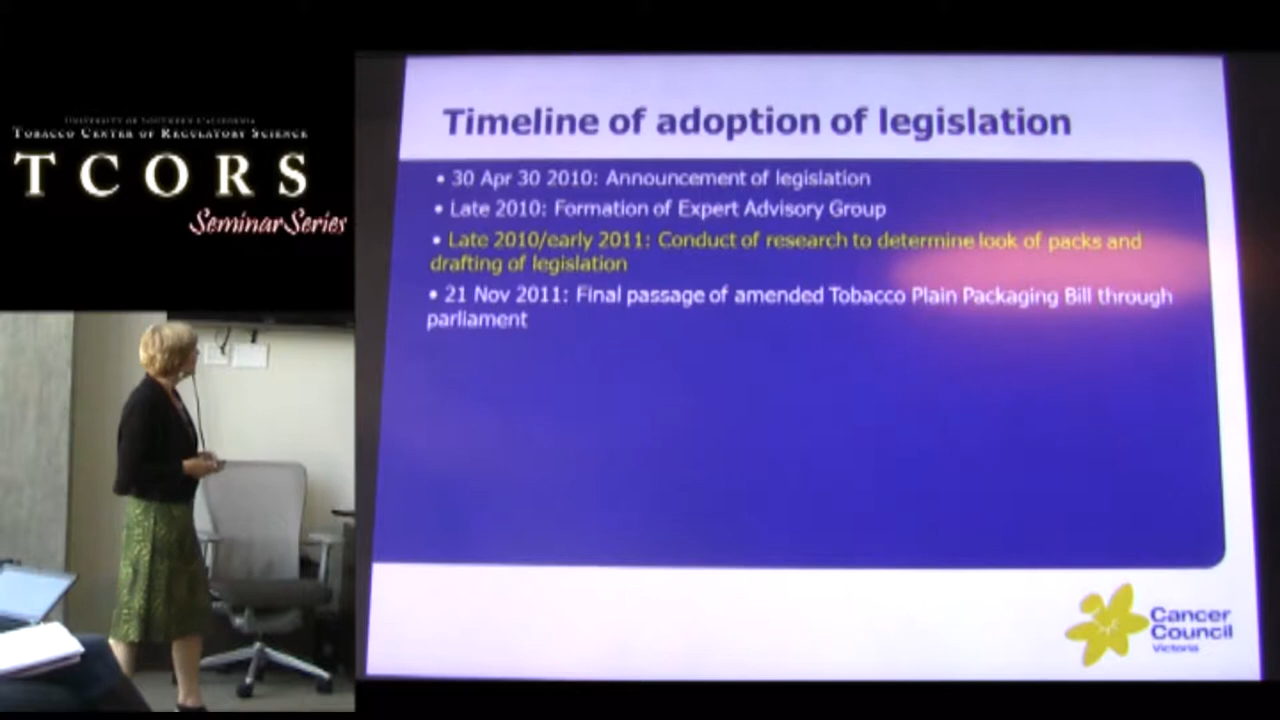 UNIVERSITY OF SOUTHERN CALIFORNIA
TOBACCO CENTER OF REGULATORY SCIENCE
TCORS
Seminar Series
Timeline of adoption of legislation
• 30 Apr 30 2010: Announcement of legislation
• Late 2010: Formation of Expert Advisory Group
• Late 2010/early 2011: Conduct of research to determine look of packs and
drafting of legislation
• 21 Nov 2011: Final passage of amended Tobacco Plain Packaging Bill through
parliament
Cancer
Council
Victoria